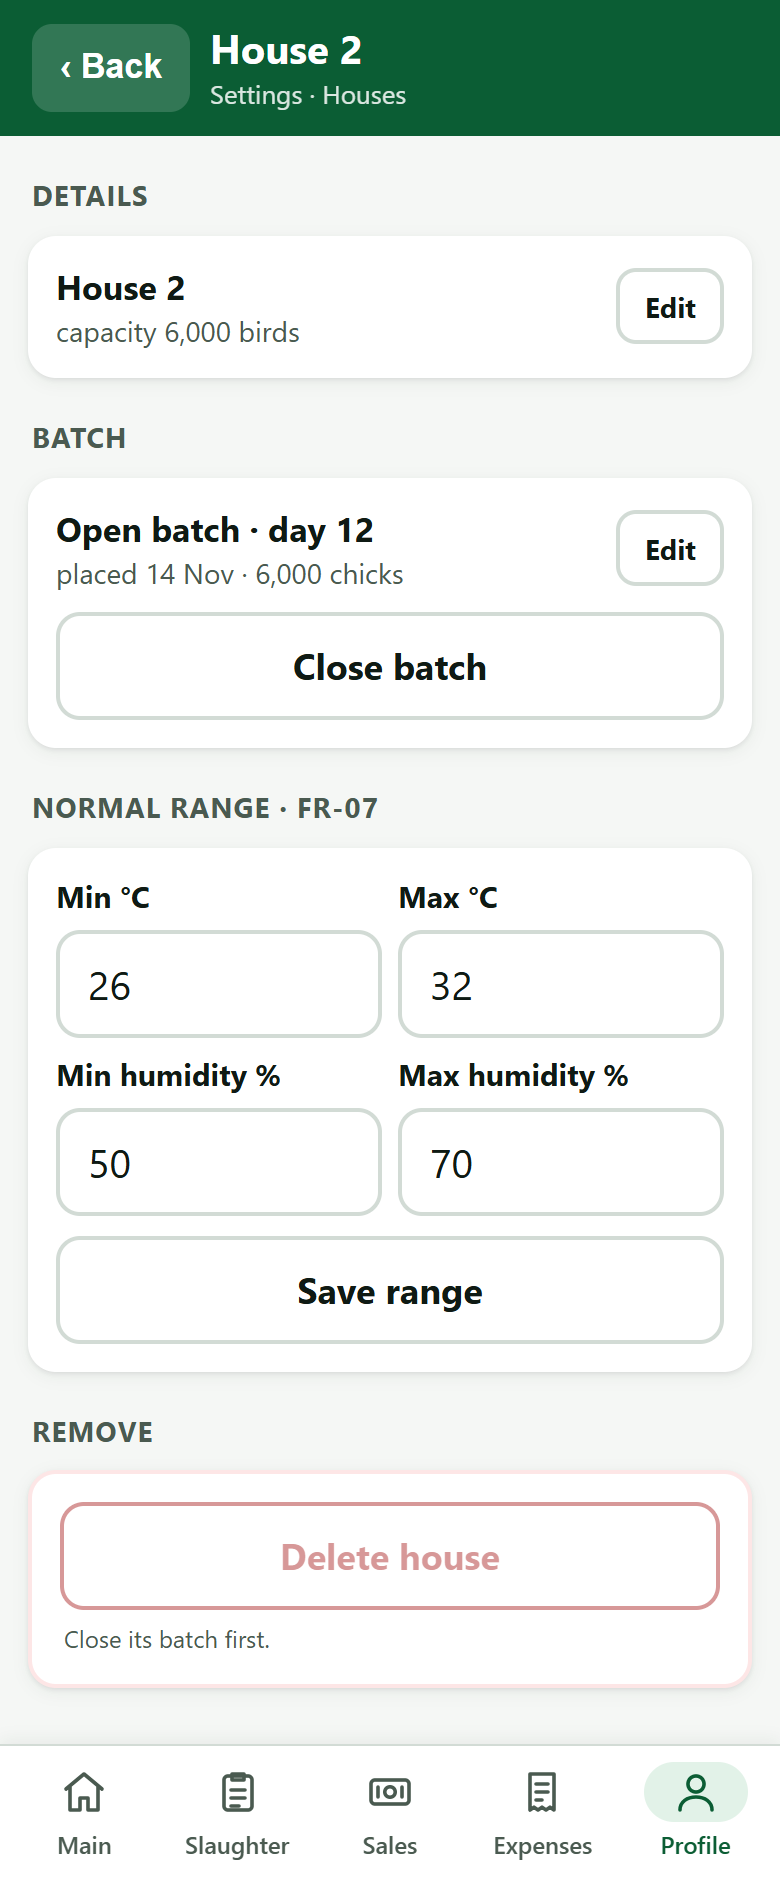 ‹ Back
House 2
Settings · Houses
DETAILS
House 2
capacity 6,000 birds
Edit
BATCH
Open batch · day 12
placed 14 Nov · 6,000 chicks
Edit
Close batch
NORMAL RANGE · FR-07
Min °C
Max °C
26
32
Min humidity %
Max humidity %
50
70
Save range
REMOVE
Delete house
Close its batch first.
Main
Slaughter
Sales
Expenses
Profile